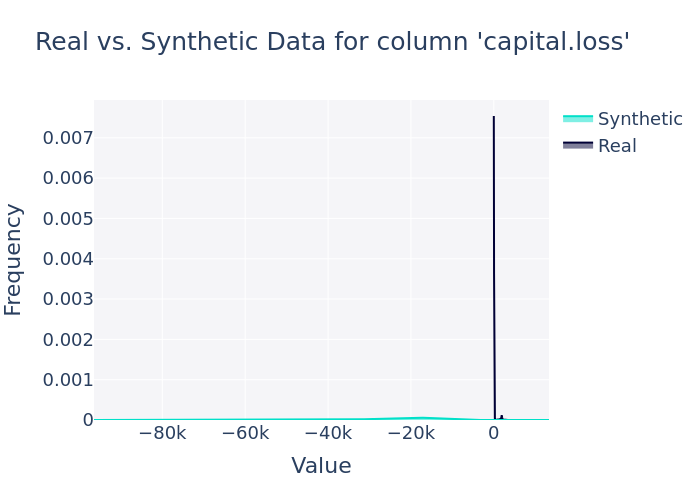 Real vs. Synthetic Data for column 'capital.loss'
Synthetic
Real
Frequency
0.007
0.006
0.005
0.004
0.003
0.002
0.001
0
−80k
−60k
−40k
−20k
0
Value